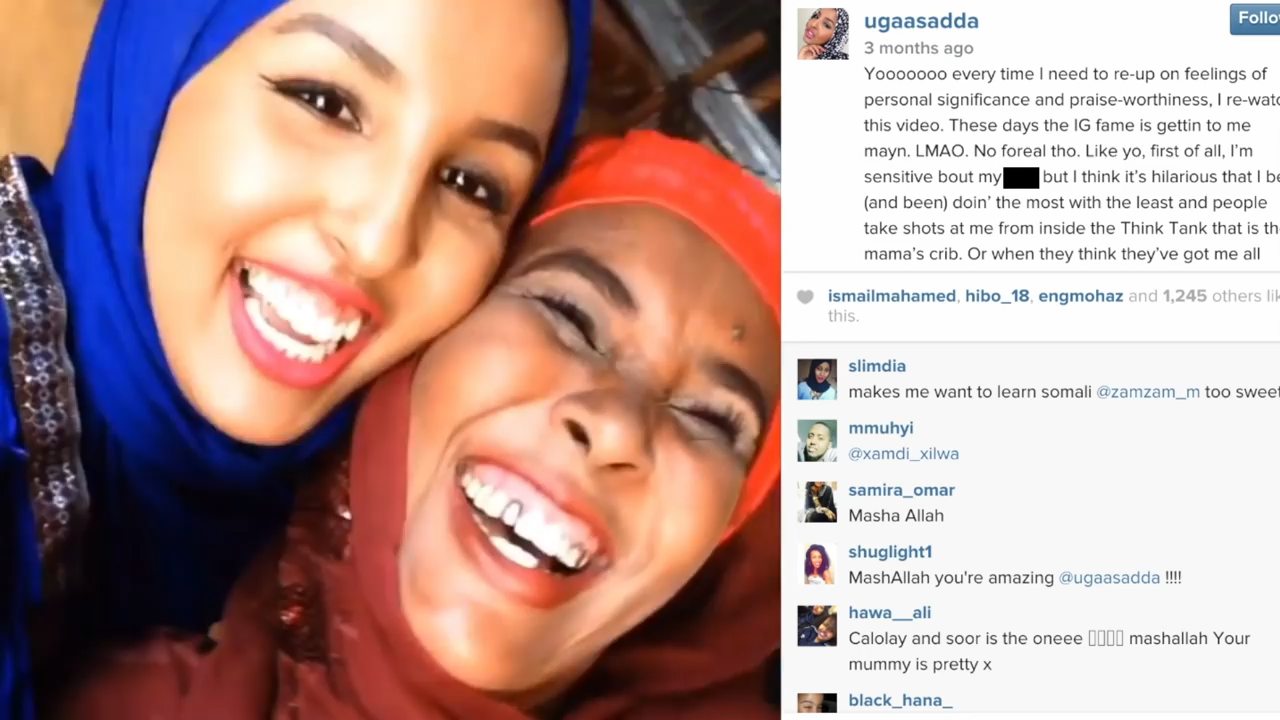 ugaasadda
Follo
3 months ago
Yooooooo every time I need to re-up on feelings of
personal significance and praise-worthiness, I re-watc
this video. These days the IG fame is gettin to me
mayn. LMAO. No foreal tho. Like yo, first of all, I'm
sensitive bout my but I think it's hilarious that I be
(and been) doin' the most with the least and people
take shots at me from inside the Think Tank that is th
mama's crib. Or when they think they've got me all
ismailmahamed, hibo_18, engmohaz and 1,245 others lik
this.
slimdia
makes me want to learn somali @zamzam_m too sweet
mmuhyi
@xamdi_xilwa
samira_omar
Masha Allah
shuglight1
MashAllah you're amazing @ugaasadda !!!!
hawa__ali
Calolay and soor is the oneee mashallah Your
mummy is pretty x
black_hana_